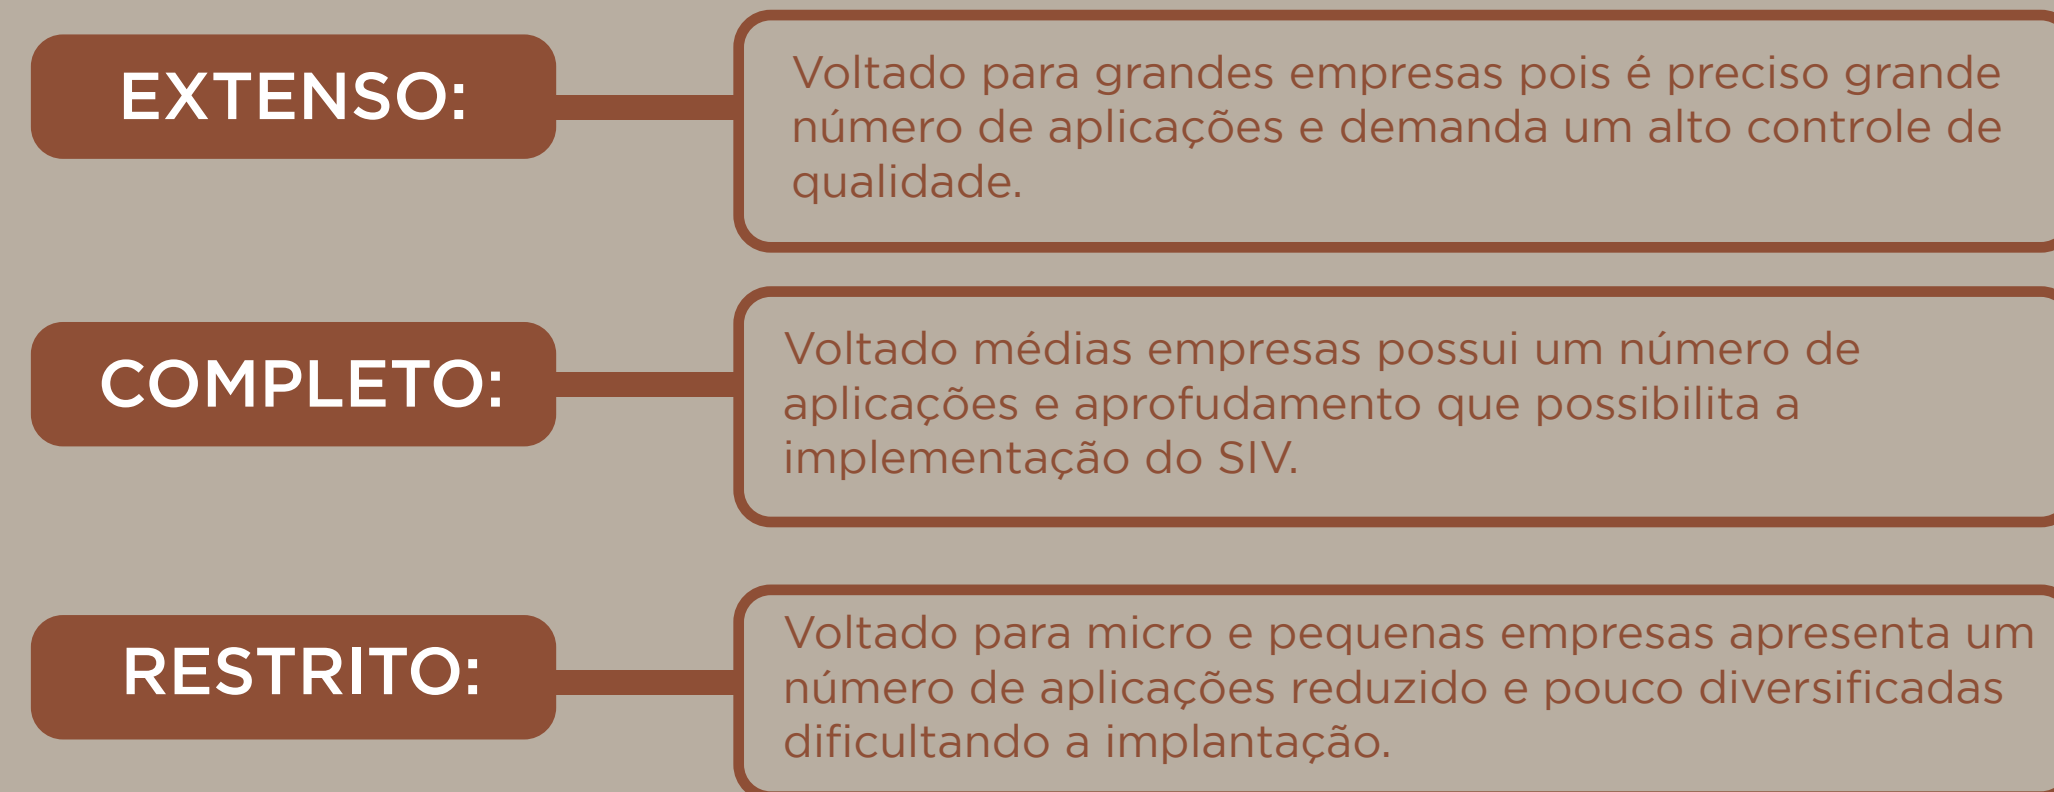 EXTENSO:
Voltado para grandes empresas pois é preciso grande
número de aplicações e demanda um alto controle de
qualidade.
COMPLETO:
Voltado médias empresas possui um número de
aplicações e aprofudamento que possibilita a
implementação do SIV.
RESTRITO:
Voltado para micro e pequenas empresas apresenta um
número de aplicações reduzido e pouco diversificadas
dificultando a implantação.